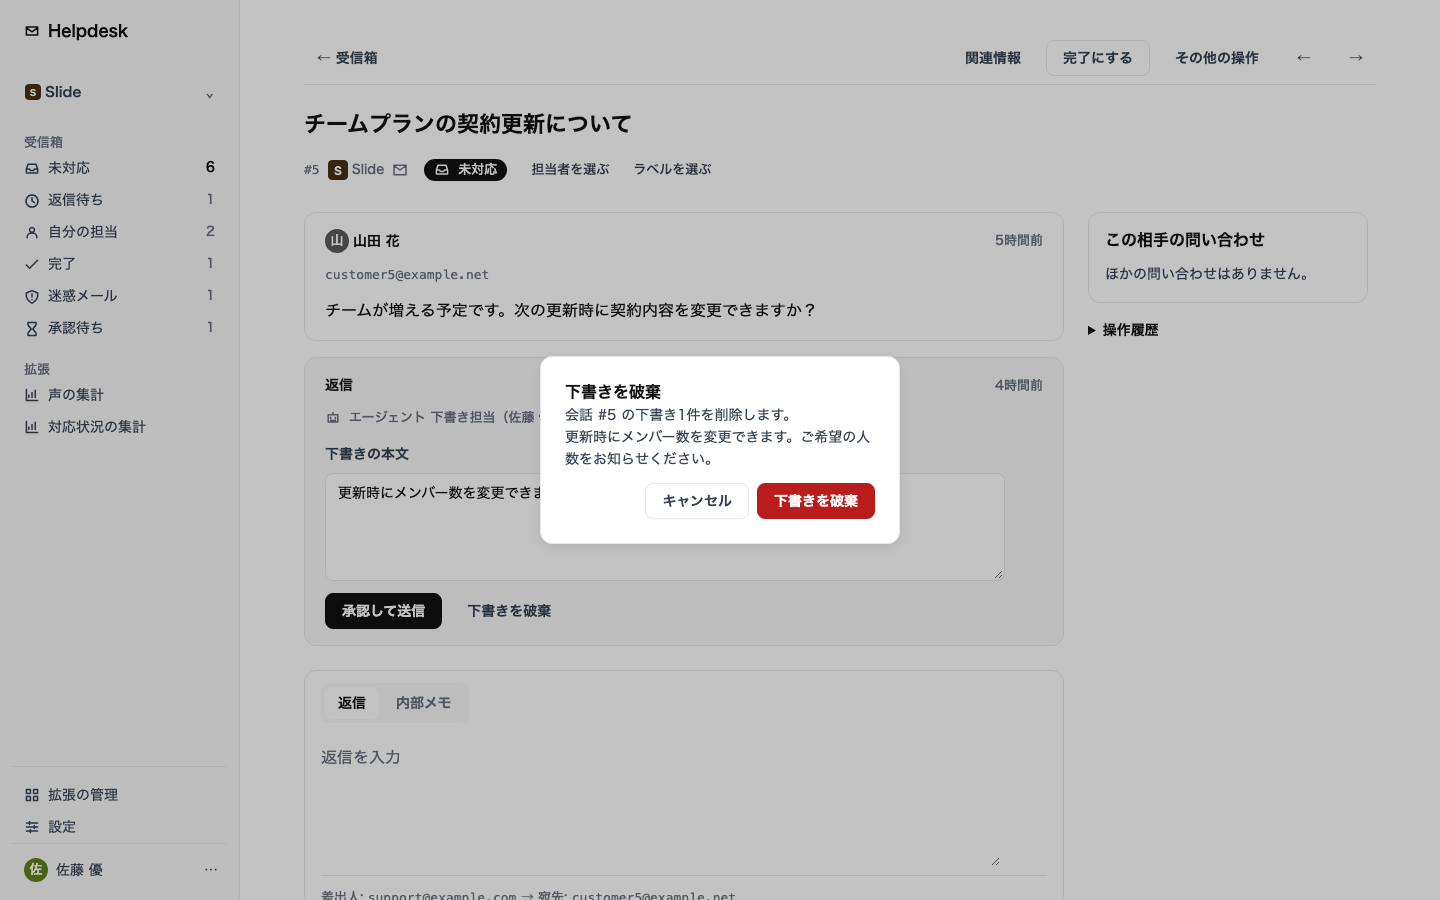 Helpdesk
S Slide
受信箱
未対応 6
返信待ち 1
自分の担当 2
完了 1
迷惑メール 1
承認待ち 1
拡張
声の集計
対応状況の集計
拡張の管理
設定
佐 佐藤 優 …
← 受信箱 関連情報 完了にする その他の操作 ← →
チームプランの契約更新について
#5 S Slide 未対応 担当者を選ぶ ラベルを選ぶ
山 山田 花 5時間前
customer5@example.net
チームが増える予定です。次の更新時に契約内容を変更できますか？
この相手の問い合わせ
ほかの問い合わせはありません。
▶ 操作履歴
返信 4時間前
エージェント 下書き担当（佐藤
下書きの本文
更新時にメンバー数を変更できま
承認して送信 下書きを破棄
下書きを破棄
会話 #5 の下書き1件を削除します。
更新時にメンバー数を変更できます。ご希望の人
数をお知らせください。
キャンセル 下書きを破棄
返信 内部メモ
返信を入力
差出人: support@example.com → 宛先: customer5@example.net